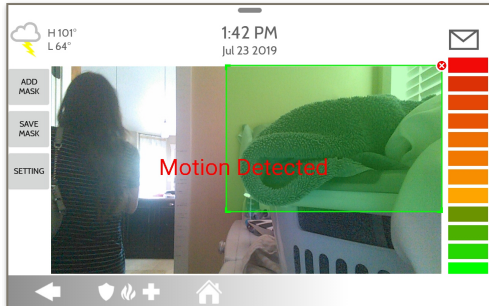 H 101°
L 64°
1:42 PM
Jul 23 2019
ADD
MASK
SAVE
MASK
SETTING
Motion Detected